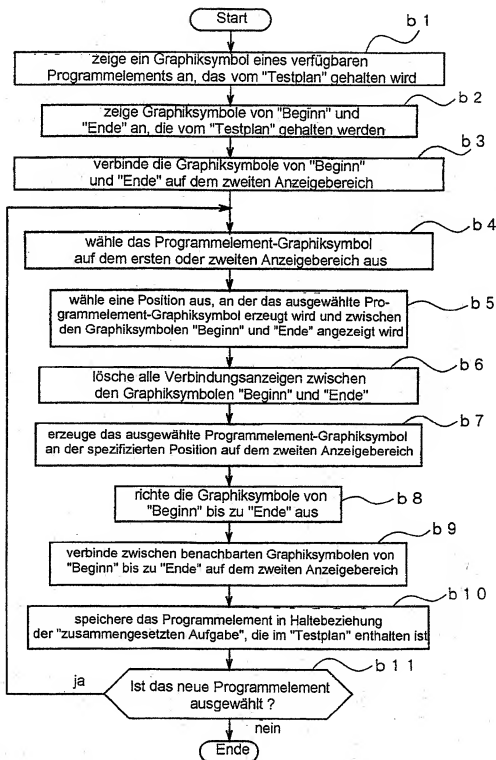 Start
b 1
zeige ein Graphiksymbol eines verfügbaren
Programmelements an, das vom "Testplan" gehalten wird
b 2
zeige Graphiksymbole von "Beginn" und
"Ende" an, die vom "Testplan" gehalten werden
b 3
verbinde die Graphiksymbole von "Beginn"
und "Ende" auf dem zweiten Anzeigebereich
b 4
wähle das Programmelement-Graphiksymbol
auf dem ersten oder zweiten Anzeigebereich aus
b 5
wähle eine Position aus, an der das ausgewählte Pro-
grammelement-Graphiksymbol erzeugt wird und zwischen
den Graphiksymbolen "Beginn" und "Ende" angezeigt wird
b 6
lösche alle Verbindungsanzeigen zwischen
den Graphiksymbolen "Beginn" und "Ende"
b 7
erzeuge das ausgewählte Programmelement-Graphiksymbol
an der spezifizierten Position auf dem zweiten Anzeigebereich
b 8
richte die Graphiksymbole von
"Beginn" bis zu "Ende" aus
b 9
verbinde zwischen benachbarten Graphiksymbolen von
"Beginn" bis zu "Ende" auf dem zweiten Anzeigebereich
b 1 0
speichere das Programmelement in Haltebeziehung
der "zusammengesetzten Aufgabe", die im "Testplan" enthalten ist
b 1 1
ja
Ist das neue Programmelement
ausgewählt ?
nein
Ende